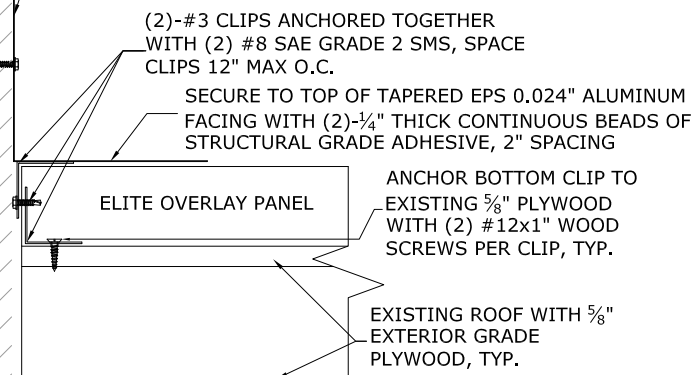 (2)-#3 CLIPS ANCHORED TOGETHER
WITH (2) #8 SAE GRADE 2 SMS, SPACE
CLIPS 12" MAX O.C.
SECURE TO TOP OF TAPERED EPS 0.024" ALUMINUM
FACING WITH (2)-¼" THICK CONTINUOUS BEADS OF
STRUCTURAL GRADE ADHESIVE, 2" SPACING
ELITE OVERLAY PANEL
ANCHOR BOTTOM CLIP TO
EXISTING ⅝" PLYWOOD
WITH (2) #12x1" WOOD
SCREWS PER CLIP, TYP.
EXISTING ROOF WITH ⅝"
EXTERIOR GRADE
PLYWOOD, TYP.